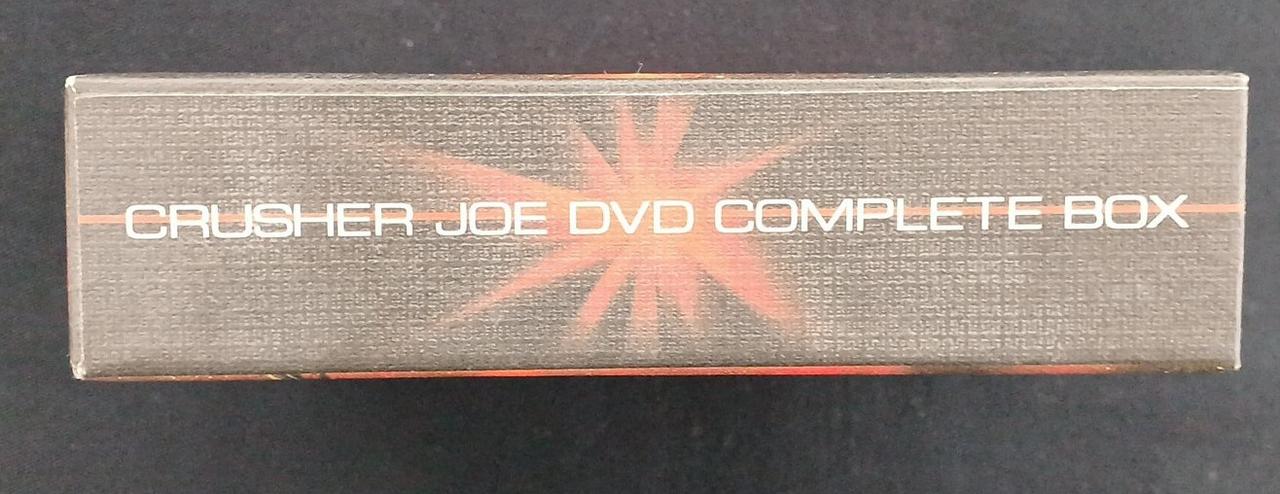 CRUSHER JOE DVD COMPLETE BOX